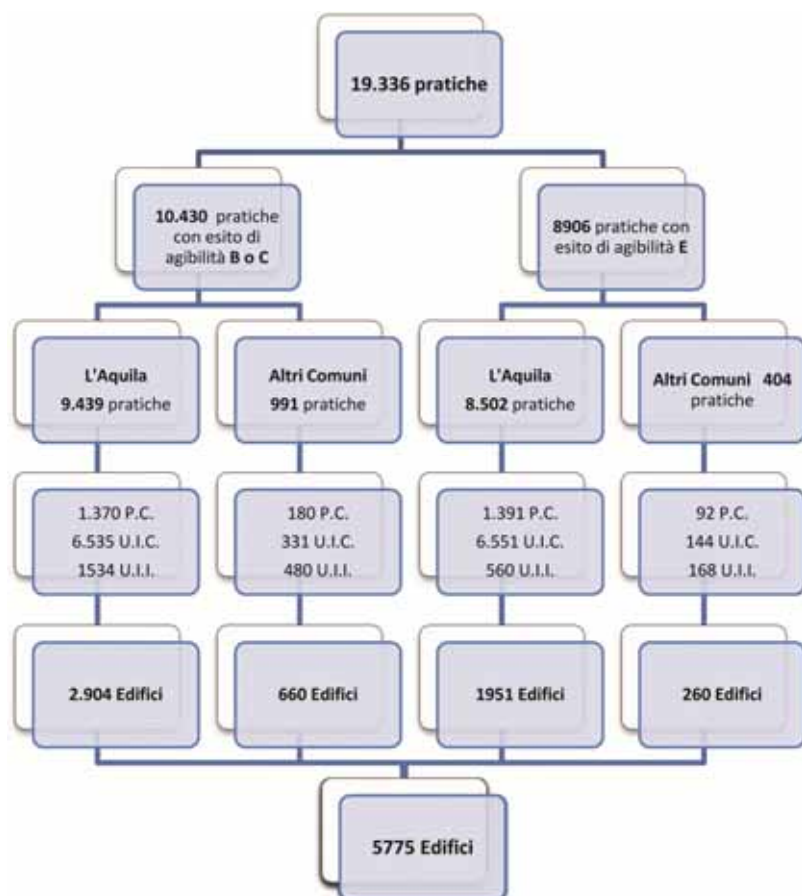 19.336 pratiche
10.430 pratiche
con esito di
agibilità B o C
8906 pratiche con
esito di agibilità E
L'Aquila
9.439 pratiche
Altri Comuni
991 pratiche
L'Aquila
8.502 pratiche
Altri Comuni 404
pratiche
1.370 P.C.
6.535 U.I.C.
1534 U.I.I.
180 P.C.
331 U.I.C.
480 U.I.I.
1.391 P.C.
6.551 U.I.C.
560 U.I.I.
92 P.C.
144 U.I.C.
168 U.I.I.
2.904 Edifici
660 Edifici
1951 Edifici
260 Edifici
5775 Edifici